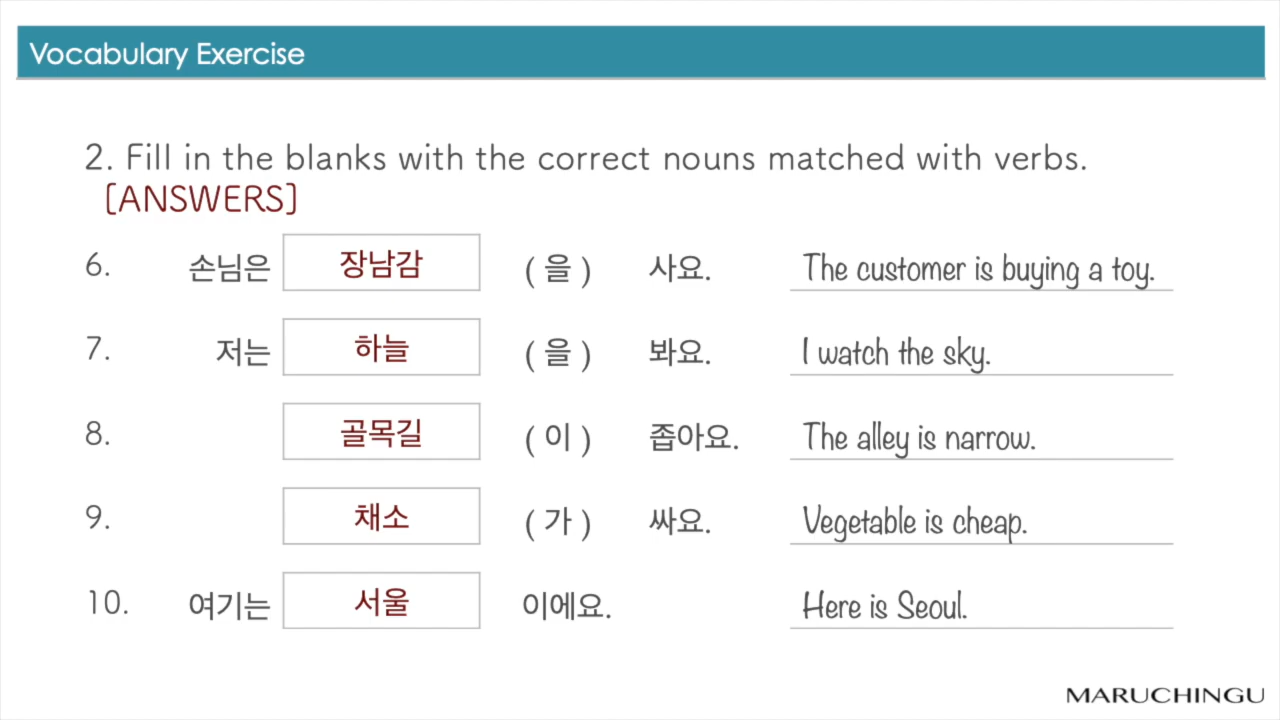 Vocabulary Exercise
2. Fill in the blanks with the correct nouns matched with verbs.
[ANSWERS]
6. 손님은 장남감 ( 을 ) 사요. The customer is buying a toy.
7. 저는 하늘 ( 을 ) 봐요. I watch the sky.
8. 골목길 ( 이 ) 좁아요. The alley is narrow.
9. 채소 ( 가 ) 싸요. Vegetable is cheap.
10. 여기는 서울 이에요. Here is Seoul.
MARUCHINGU